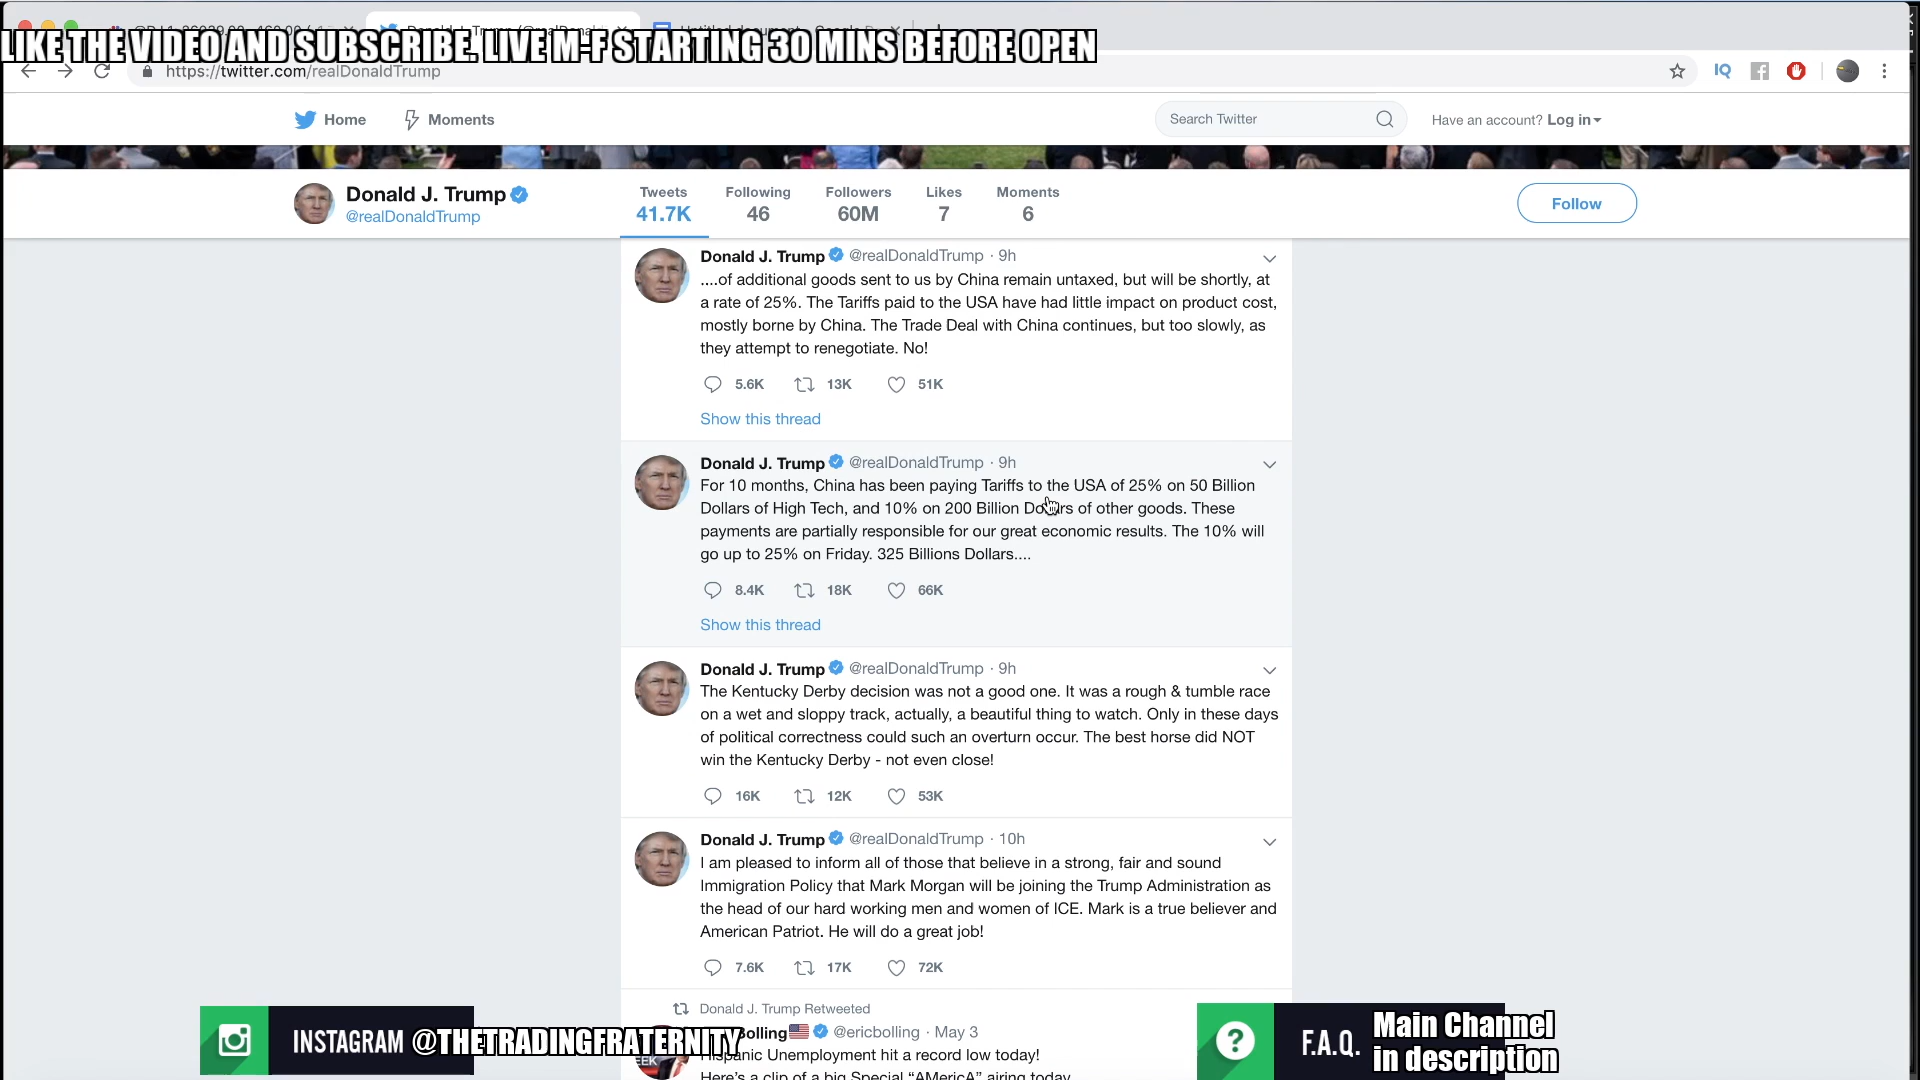 LIKE THE VIDEO AND SUBSCRIBE. LIVE M-F STARTING 30 MINS BEFORE OPEN
https://twitter.com/realDonaldTrump
IQ
Home
Moments
Search Twitter
Have an account? Log in
Donald J. Trump
@realDonaldTrump
Tweets
41.7K
Following
46
Followers
60M
Likes
7
Moments
6
Follow
Donald J. Trump @realDonaldTrump · 9h
....of additional goods sent to us by China remain untaxed, but will be shortly, at
a rate of 25%. The Tariffs paid to the USA have had little impact on product cost,
mostly borne by China. The Trade Deal with China continues, but too slowly, as
they attempt to renegotiate. No!
5.6K 13K 51K
Show this thread
Donald J. Trump @realDonaldTrump · 9h
For 10 months, China has been paying Tariffs to the USA of 25% on 50 Billion
Dollars of High Tech, and 10% on 200 Billion Dollars of other goods. These
payments are partially responsible for our great economic results. The 10% will
go up to 25% on Friday. 325 Billions Dollars....
8.4K 18K 66K
Show this thread
Donald J. Trump @realDonaldTrump · 9h
The Kentucky Derby decision was not a good one. It was a rough & tumble race
on a wet and sloppy track, actually, a beautiful thing to watch. Only in these days
of political correctness could such an overturn occur. The best horse did NOT
win the Kentucky Derby - not even close!
16K 12K 53K
Donald J. Trump @realDonaldTrump · 10h
I am pleased to inform all of those that believe in a strong, fair and sound
Immigration Policy that Mark Morgan will be joining the Trump Administration as
the head of our hard working men and women of ICE. Mark is a true believer and
American Patriot. He will do a great job!
7.6K 17K 72K
Donald J. Trump Retweeted
Bolling @ericbolling · May 3
Hispanic Unemployment hit a record low today!
Here's a clip of a big Special “AMericA” airing today
INSTAGRAM @THETRADINGFRATERNITY
? F.A.Q.
Main Channel
in description